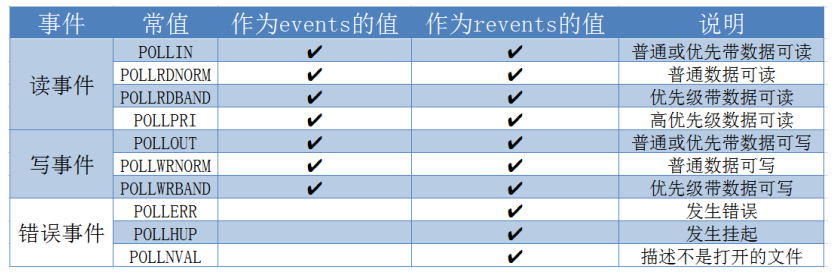 事件 常值 作为events的值 作为revents的值 说明
读事件 POLLIN ✔ ✔ 普通或优先带数据可读
POLLRDNORM ✔ ✔ 普通数据可读
POLLRDBAND ✔ ✔ 优先级带数据可读
POLLPRI ✔ ✔ 高优先级数据可读
写事件 POLLOUT ✔ ✔ 普通或优先带数据可写
POLLWRNORM ✔ ✔ 普通数据可写
POLLWRBAND ✔ ✔ 优先级带数据可写
错误事件 POLLERR ✔ 发生错误
POLLHUP ✔ 发生挂起
POLLNVAL ✔ 描述不是打开的文件